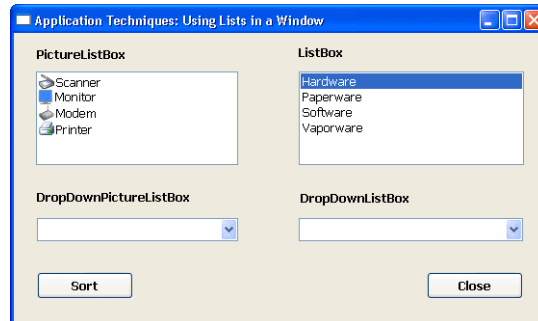 Application Techniques: Using Lists in a Window
PictureListBox
ListBox
Scanner
Monitor
Modem
Printer
Hardware
Paperware
Software
Vaporware
DropDownPictureListBox
DropDownListBox
Sort
Close